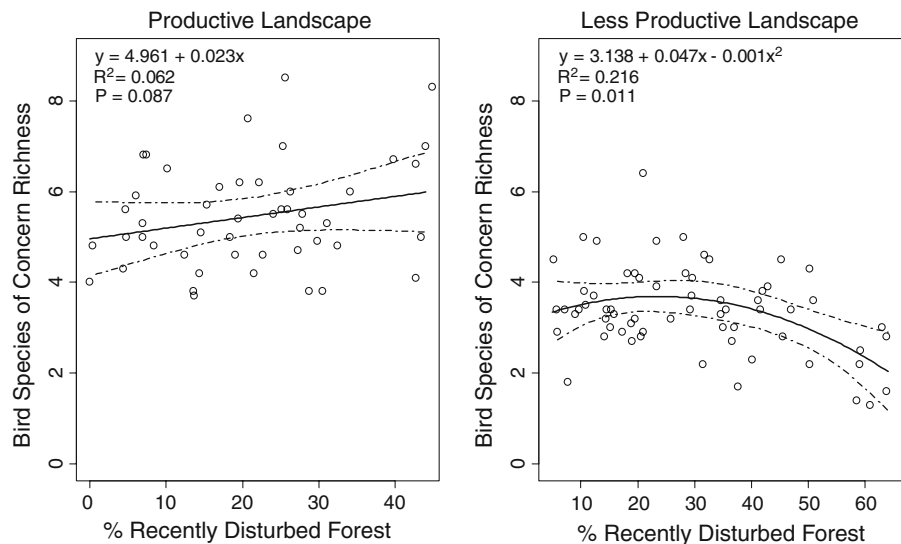 Productive Landscape
y = 4.961 + 0.023x
R² = 0.062
P = 0.087
Bird Species of Concern Richness
0 2 4 6 8
0 10 20 30 40
% Recently Disturbed Forest
Less Productive Landscape
y = 3.138 + 0.047x - 0.001x²
R² = 0.216
P = 0.011
Bird Species of Concern Richness
0 2 4 6 8
10 20 30 40 50 60
% Recently Disturbed Forest